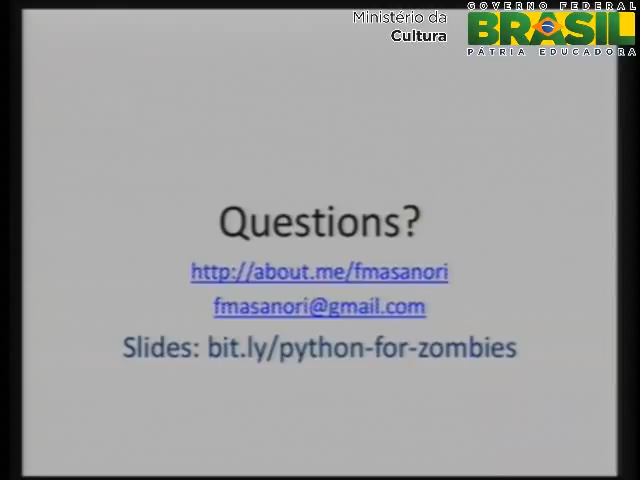 Ministério da
Cultura
GOVERNO FEDERAL
BRASIL
PÁTRIA EDUCADORA
Questions?
http://about.me/fmasanori
fmasanori@gmail.com
Slides: bit.ly/python-for-zombies